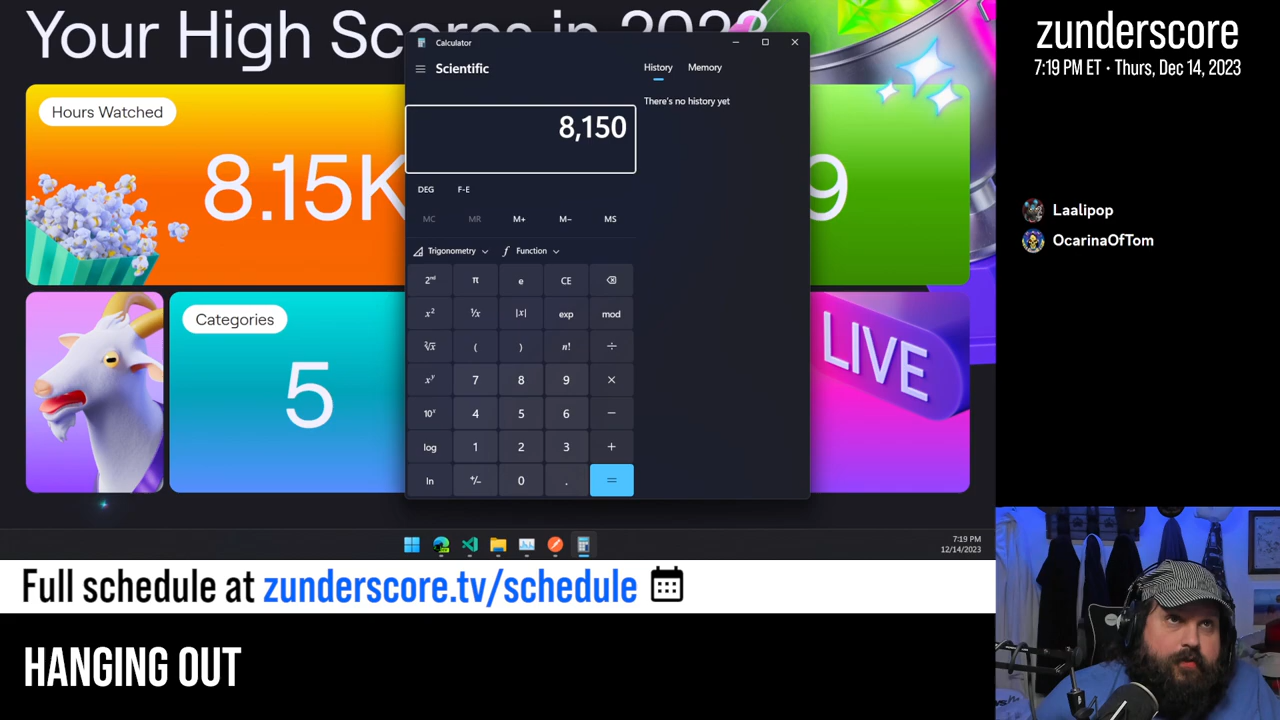 Your High Scores in 2023
Hours Watched
8.15K
9
Categories
5
LIVE
Calculator
Scientific
History
Memory
There's no history yet
8,150
DEG
F-E
MC
MR
M+
M−
MS
Trigonometry
Function
2nd
π
e
CE
x²
¹/x
|x|
exp
mod
²√x
(
)
n!
÷
xʸ
7
8
9
×
10ˣ
4
5
6
−
log
1
2
3
+
ln
+/−
0
.
=
7:19 PM
12/14/2023
Full schedule at zunderscore.tv/schedule
HANGING OUT
zunderscore
7:19 PM ET • Thurs, Dec 14, 2023
Laalipop
OcarinaOfTom